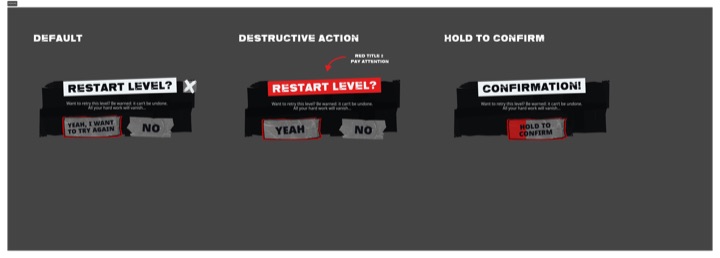 DEFAULT
RESTART LEVEL?
X
Want to retry this level? Be warned: it can't be undone.
All your hard work will vanish...
YEAH, I WANT
TO TRY AGAIN
NO
DESTRUCTIVE ACTION
RED TITLE =
PAY ATTENTION
RESTART LEVEL?
Want to retry this level? Be warned: it can't be undone.
All your hard work will vanish...
YEAH
NO
HOLD TO CONFIRM
CONFIRMATION!
Want to retry this level? Be warned: it can't be undone.
All your hard work will vanish...
HOLD TO
CONFIRM